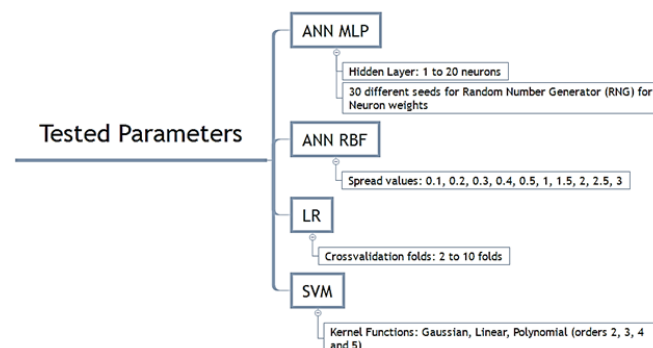 ANN MLP
Hidden Layer: 1 to 20 neurons
30 different seeds for Random Number Generator (RNG) for
Neuron weights
Tested Parameters
ANN RBF
Spread values: 0.1, 0.2, 0.3, 0.4, 0.5, 1, 1.5, 2, 2.5, 3
LR
Crossvalidation folds: 2 to 10 folds
SVM
Kernel Functions: Gaussian, Linear, Polynomial (orders 2, 3, 4
and 5)